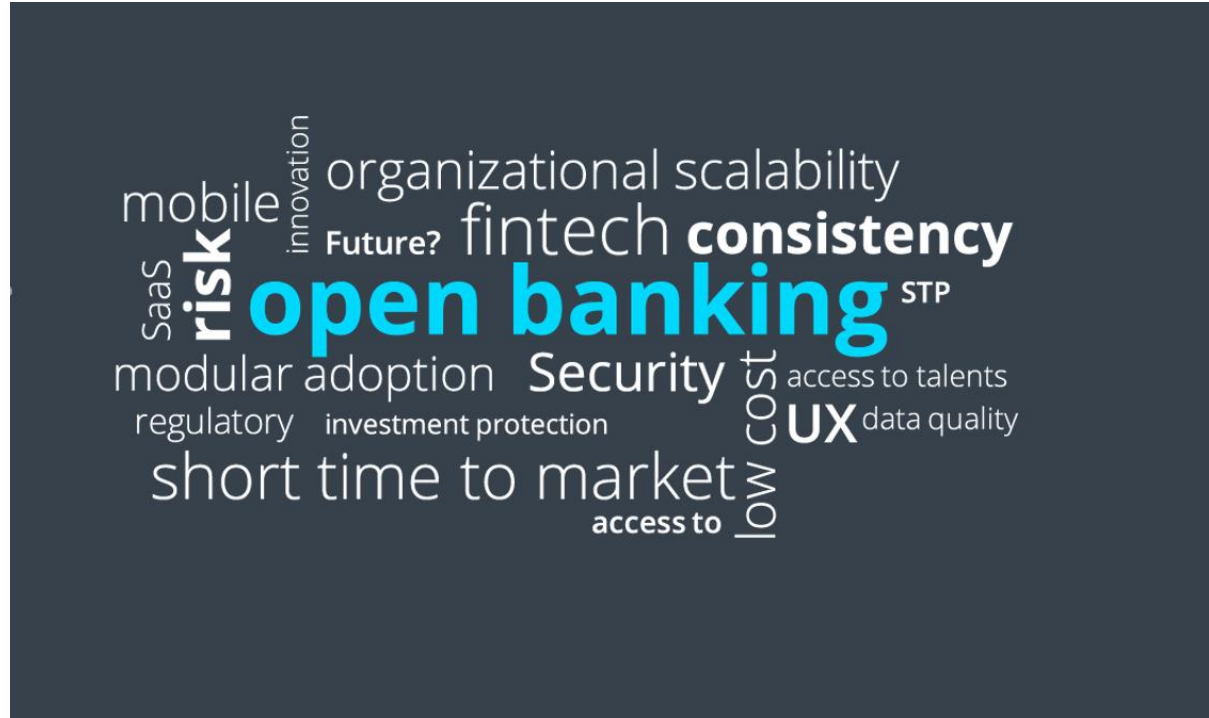 innovation
organizational scalability
mobile
Future?
fintech
consistency
SaaS
risk
open banking
STP
modular adoption
Security
low cost
access to talents
regulatory
investment protection
UX
data quality
short time to market
access to